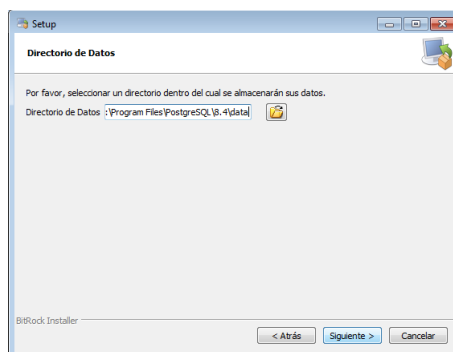 Setup
Directorio de Datos
Por favor, seleccionar un directorio dentro del cual se almacenarán sus datos.
Directorio de Datos :\Program Files\PostgreSQL\8.4\data
BitRock Installer
< Atrás Siguiente > Cancelar